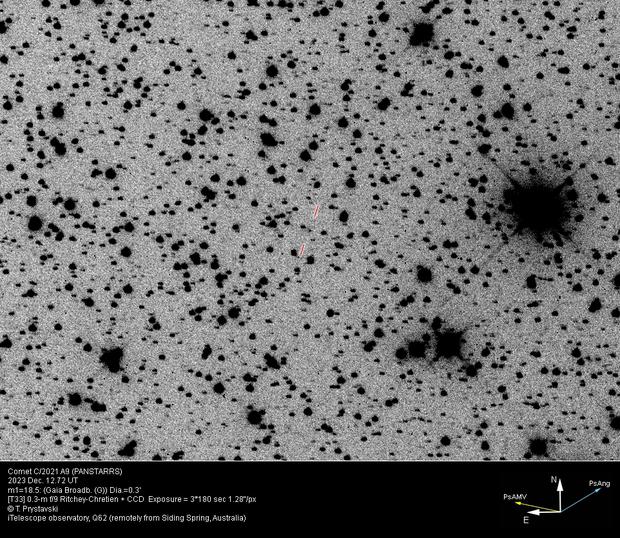 Comet C/2021 A9 (PANSTARRS)
2023 Dec. 12.72 UT
m1=18.5: (Gaia Broadb. (G)) Dia.=0.3'
[T33] 0.3-m f/9 Ritchey-Chretien + CCD Exposure = 3*180 sec 1.28"/px
© T. Prystavski
iTelescope observatory, Q62 (remotely from Siding Spring, Australia)
N
PsAng
PsAMV
E